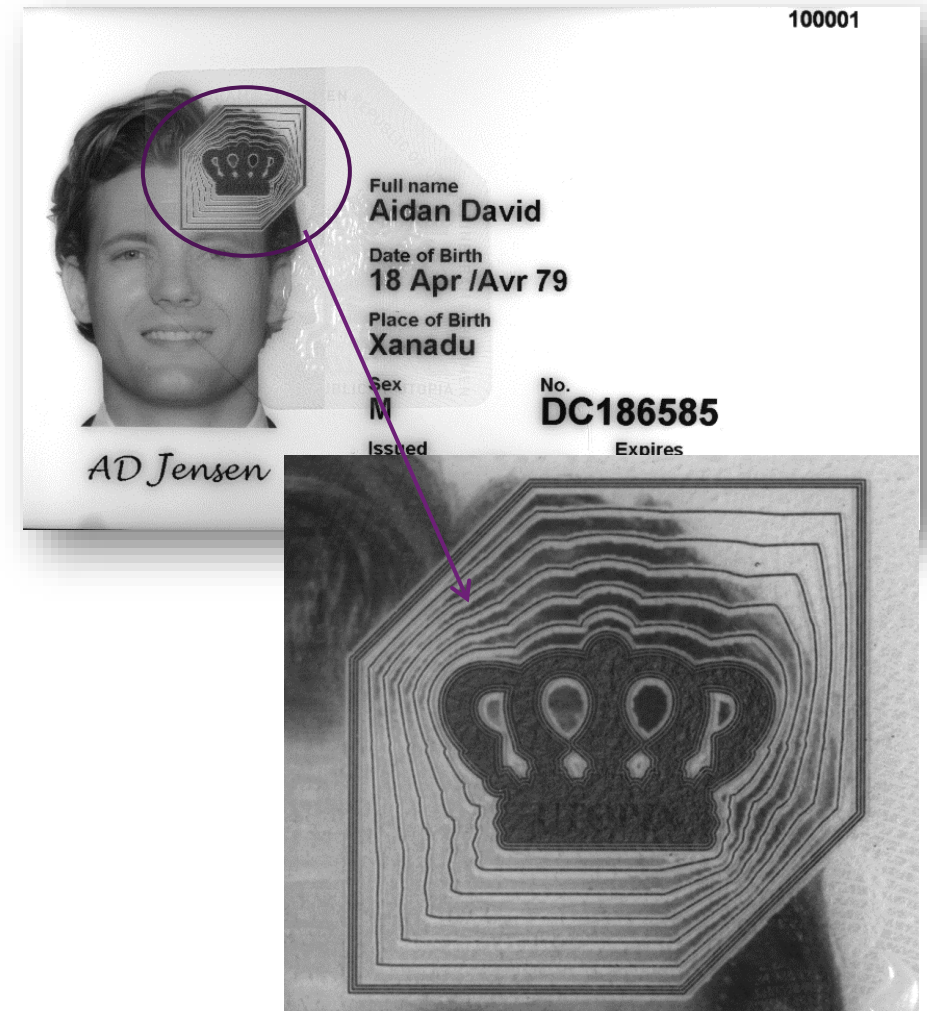 100001
Full name
Aidan David
Date of Birth
18 Apr /Avr 79
Place of Birth
Xanadu
Sex
M
No.
DC186585
Issued
Expires
AD Jensen
UTOPIA